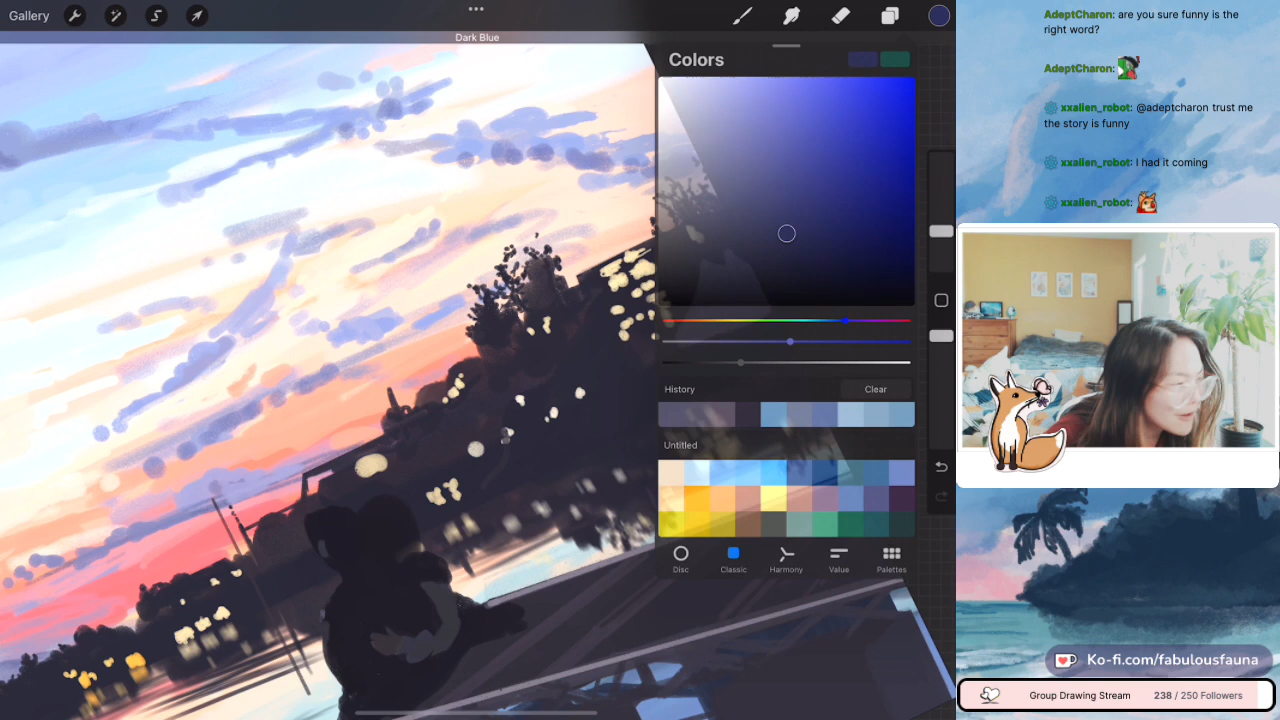 Gallery
Dark Blue
Colors
History
Clear
Untitled
Disc
Classic
Harmony
Value
Palettes
AdeptCharon: are you sure funny is the
right word?
AdeptCharon:
xxalien_robot: @adeptcharon trust me
the story is funny
xxalien_robot: I had it coming
xxalien_robot:
Ko-fi.com/fabulousfauna
Group Drawing Stream 238 / 250 Followers